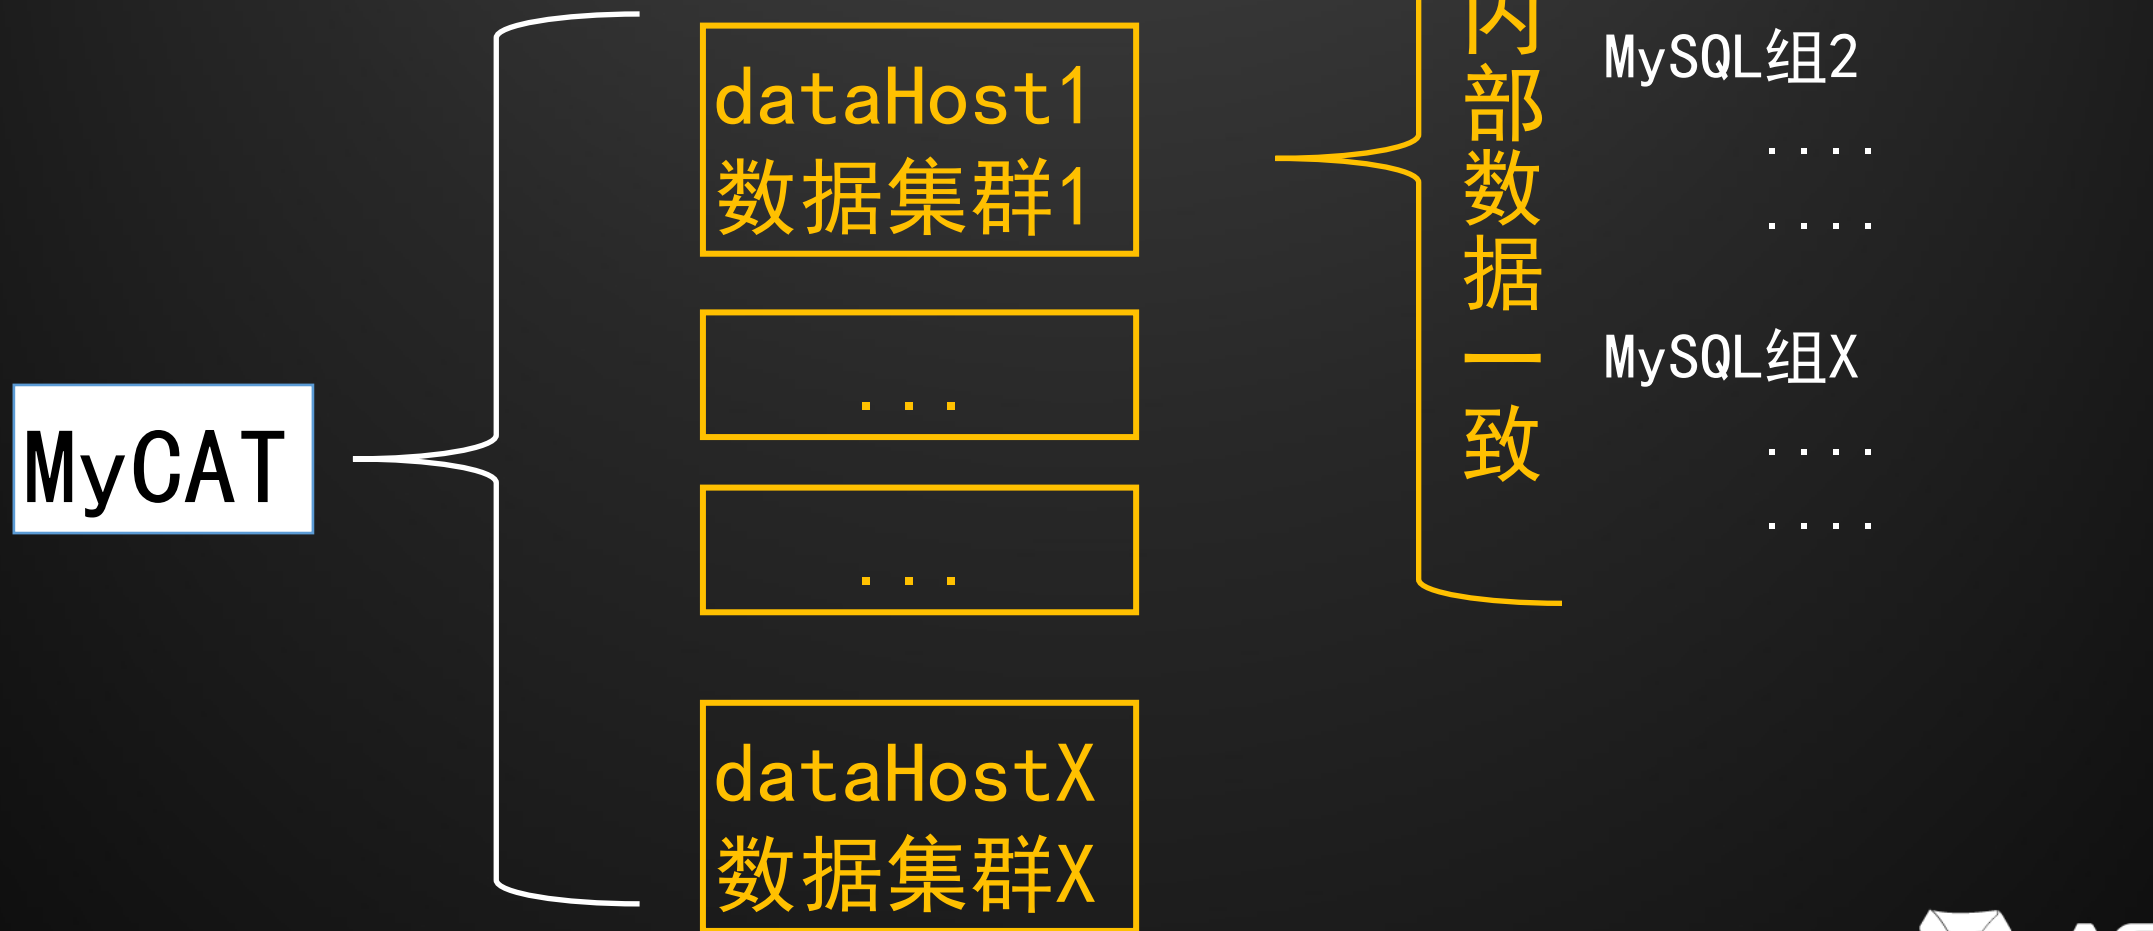 MyCAT
dataHost1
数据集群1
...
...
dataHostX
数据集群X
内部数据一致
MySQL组2
....
....
MySQL组X
....
....